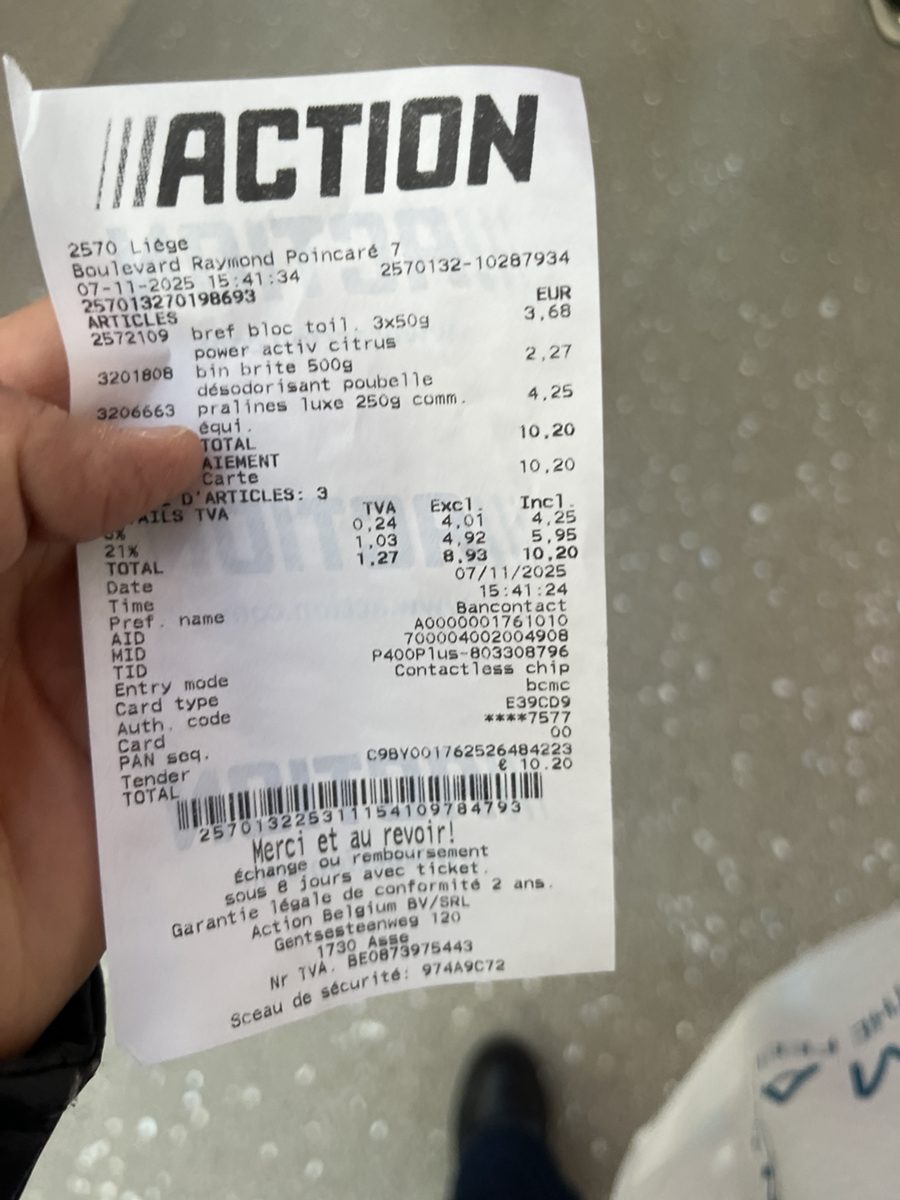 ACTION
2570 Liège
Boulevard Raymond Poincaré 7
07-11-2025 15:41:34 2570132-10287934
257013270198693
ARTICLES EUR
2572109 bref bloc toil. 3x50g 3,68
power activ citrus
3201808 bin brite 500g 2,27
désodorisant poubelle
3206663 pralines luxe 250g comm. 4,25
équi.
TOTAL 10,20
AIEMENT
Carte 10,20
D'ARTICLES: 3
AILS TVA TVA Excl. Incl.
6% 0,24 4,01 4,25
21% 1,03 4,92 5,95
TOTAL 1,27 8,93 10,20
Date 07/11/2025
Time 15:41:24
Pref. name Bancontact
AID A0000001761010
MID 700004002004908
TID P400Plus-803308796
Entry mode Contactless chip
Card type bcmc
Auth. code E39CD9
Card ****7577
PAN seq. 00
Tender C9BY001762526484223
TOTAL € 10.20
257013225311154109784793
Merci et au revoir!
Échange ou remboursement
sous 8 jours avec ticket.
Garantie légale de conformité 2 ans.
Action Belgium BV/SRL
Gentsesteenweg 120
1730 Asse
Nr TVA. BE0873975443
Sceau de sécurité: 974A9C72